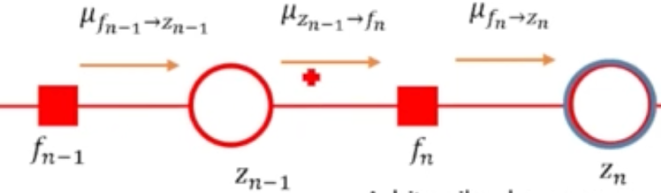 μ_{f_{n−1}→z_{n−1}} μ_{z_{n−1}→f_n} μ_{f_n→z_n}
f_{n−1} z_{n−1} f_n z_n